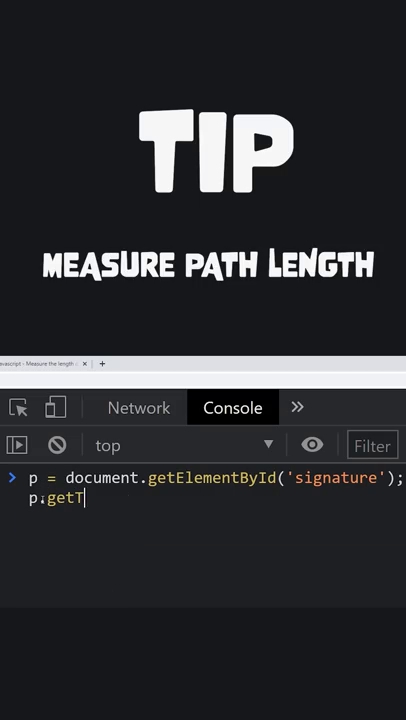 TIP
MEASURE PATH LENGTH
avascript - Measure the length
Network Console
top Filter
p = document.getElementById('signature');
p.getT